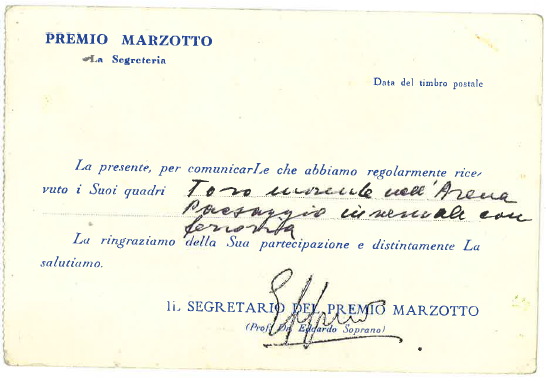 PREMIO MARZOTTO
La Segreteria
Data del timbro postale
La presente, per comunicarLe che abbiamo regolarmente rice-
vuto i Suoi quadri Toro morente nell'Arena
Paesaggio invernale con
ferrovia
La ringraziamo della Sua partecipazione e distintamente La
salutiamo.
IL SEGRETARIO DEL PREMIO MARZOTTO
(Prof. Dr. Edoardo Soprano)